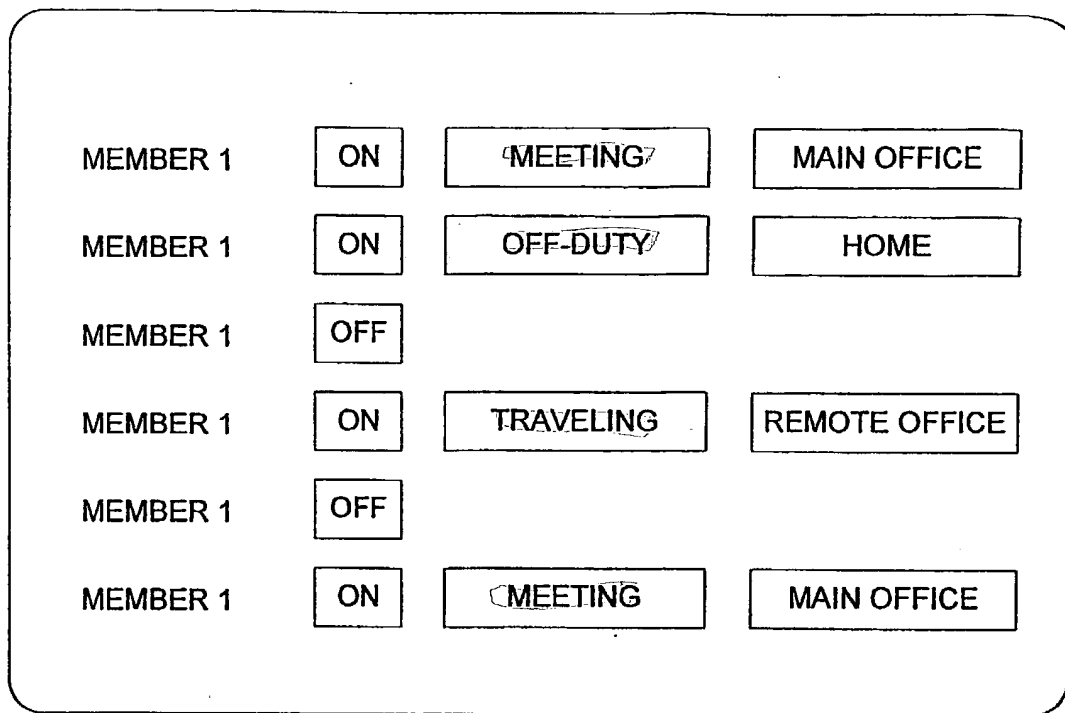 MEMBER 1 ON MEETING MAIN OFFICE
MEMBER 1 ON OFF-DUTY HOME
MEMBER 1 OFF
MEMBER 1 ON TRAVELING REMOTE OFFICE
MEMBER 1 OFF
MEMBER 1 ON MEETING MAIN OFFICE